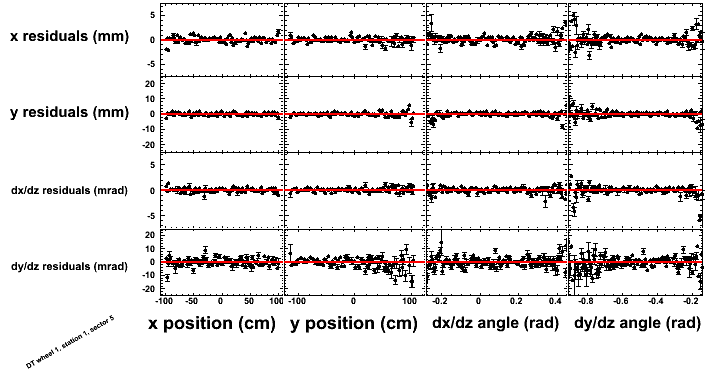 x residuals (mm)
5
0
-5
y residuals (mm)
20
10
0
-10
-20
dx/dz residuals (mrad)
5
0
-5
dy/dz residuals (mrad)
20
10
0
-10
-20
-100 -50 0 50 100 -100 0 100 -0.2 0 0.2 0.4 -0.8 -0.6 -0.4 -0.2
x position (cm) y position (cm) dx/dz angle (rad) dy/dz angle (rad)
DT wheel 1, station 1, sector 5